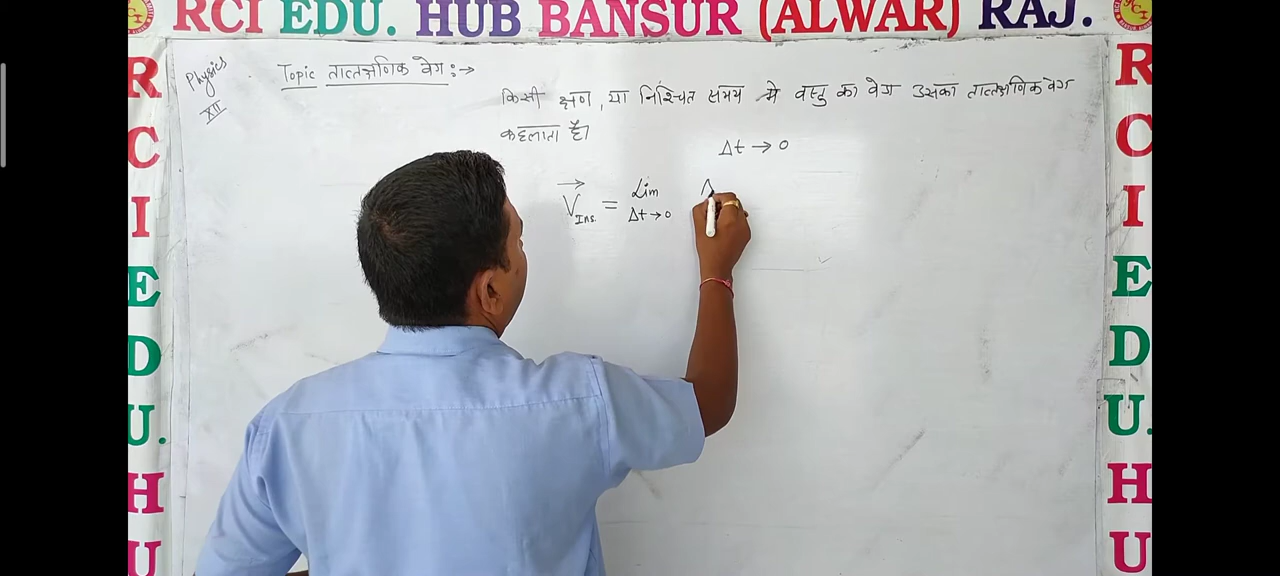 RCI EDU. HUB BANSUR (ALWAR) RAJ.
Physics
XII
Topic तात्क्षणिक वेग :→
किसी क्षण, या निश्चित समय मे वस्तु का वेग उसका तात्क्षणिक वेग
कहलाता है।
Δt → 0
V Ins. = Lim Δ
Δt → 0
R
C
I
E
D
U.
H
U
R
C
I
E
D
U.
H
U